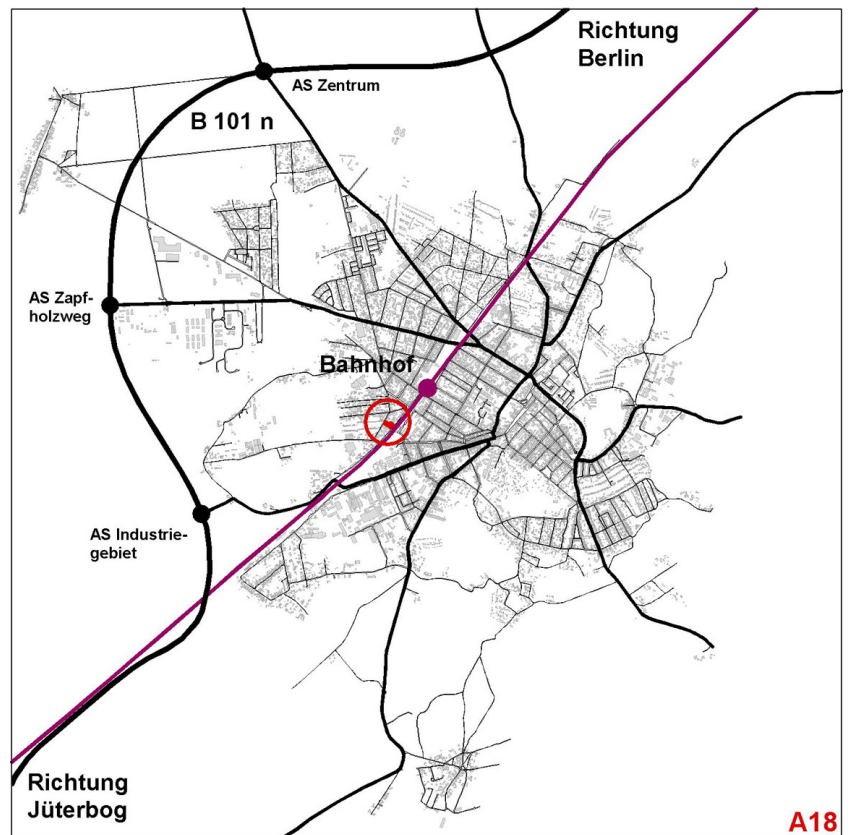 Richtung
Berlin
AS Zentrum
B 101 n
AS Zapf-
holzweg
Bahnhof
AS Industrie-
gebiet
Richtung
Jüterbog
A18